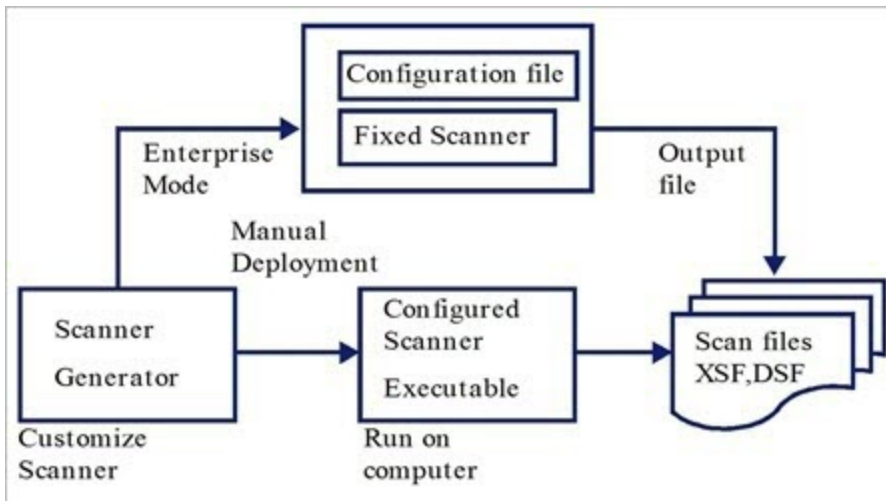 Configuration file
Fixed Scanner
Enterprise
Mode
Output
file
Manual
Deployment
Scanner
Generator
Configured
Scanner
Executable
Scan files
XSF,DSF
Customize
Scanner
Run on
computer